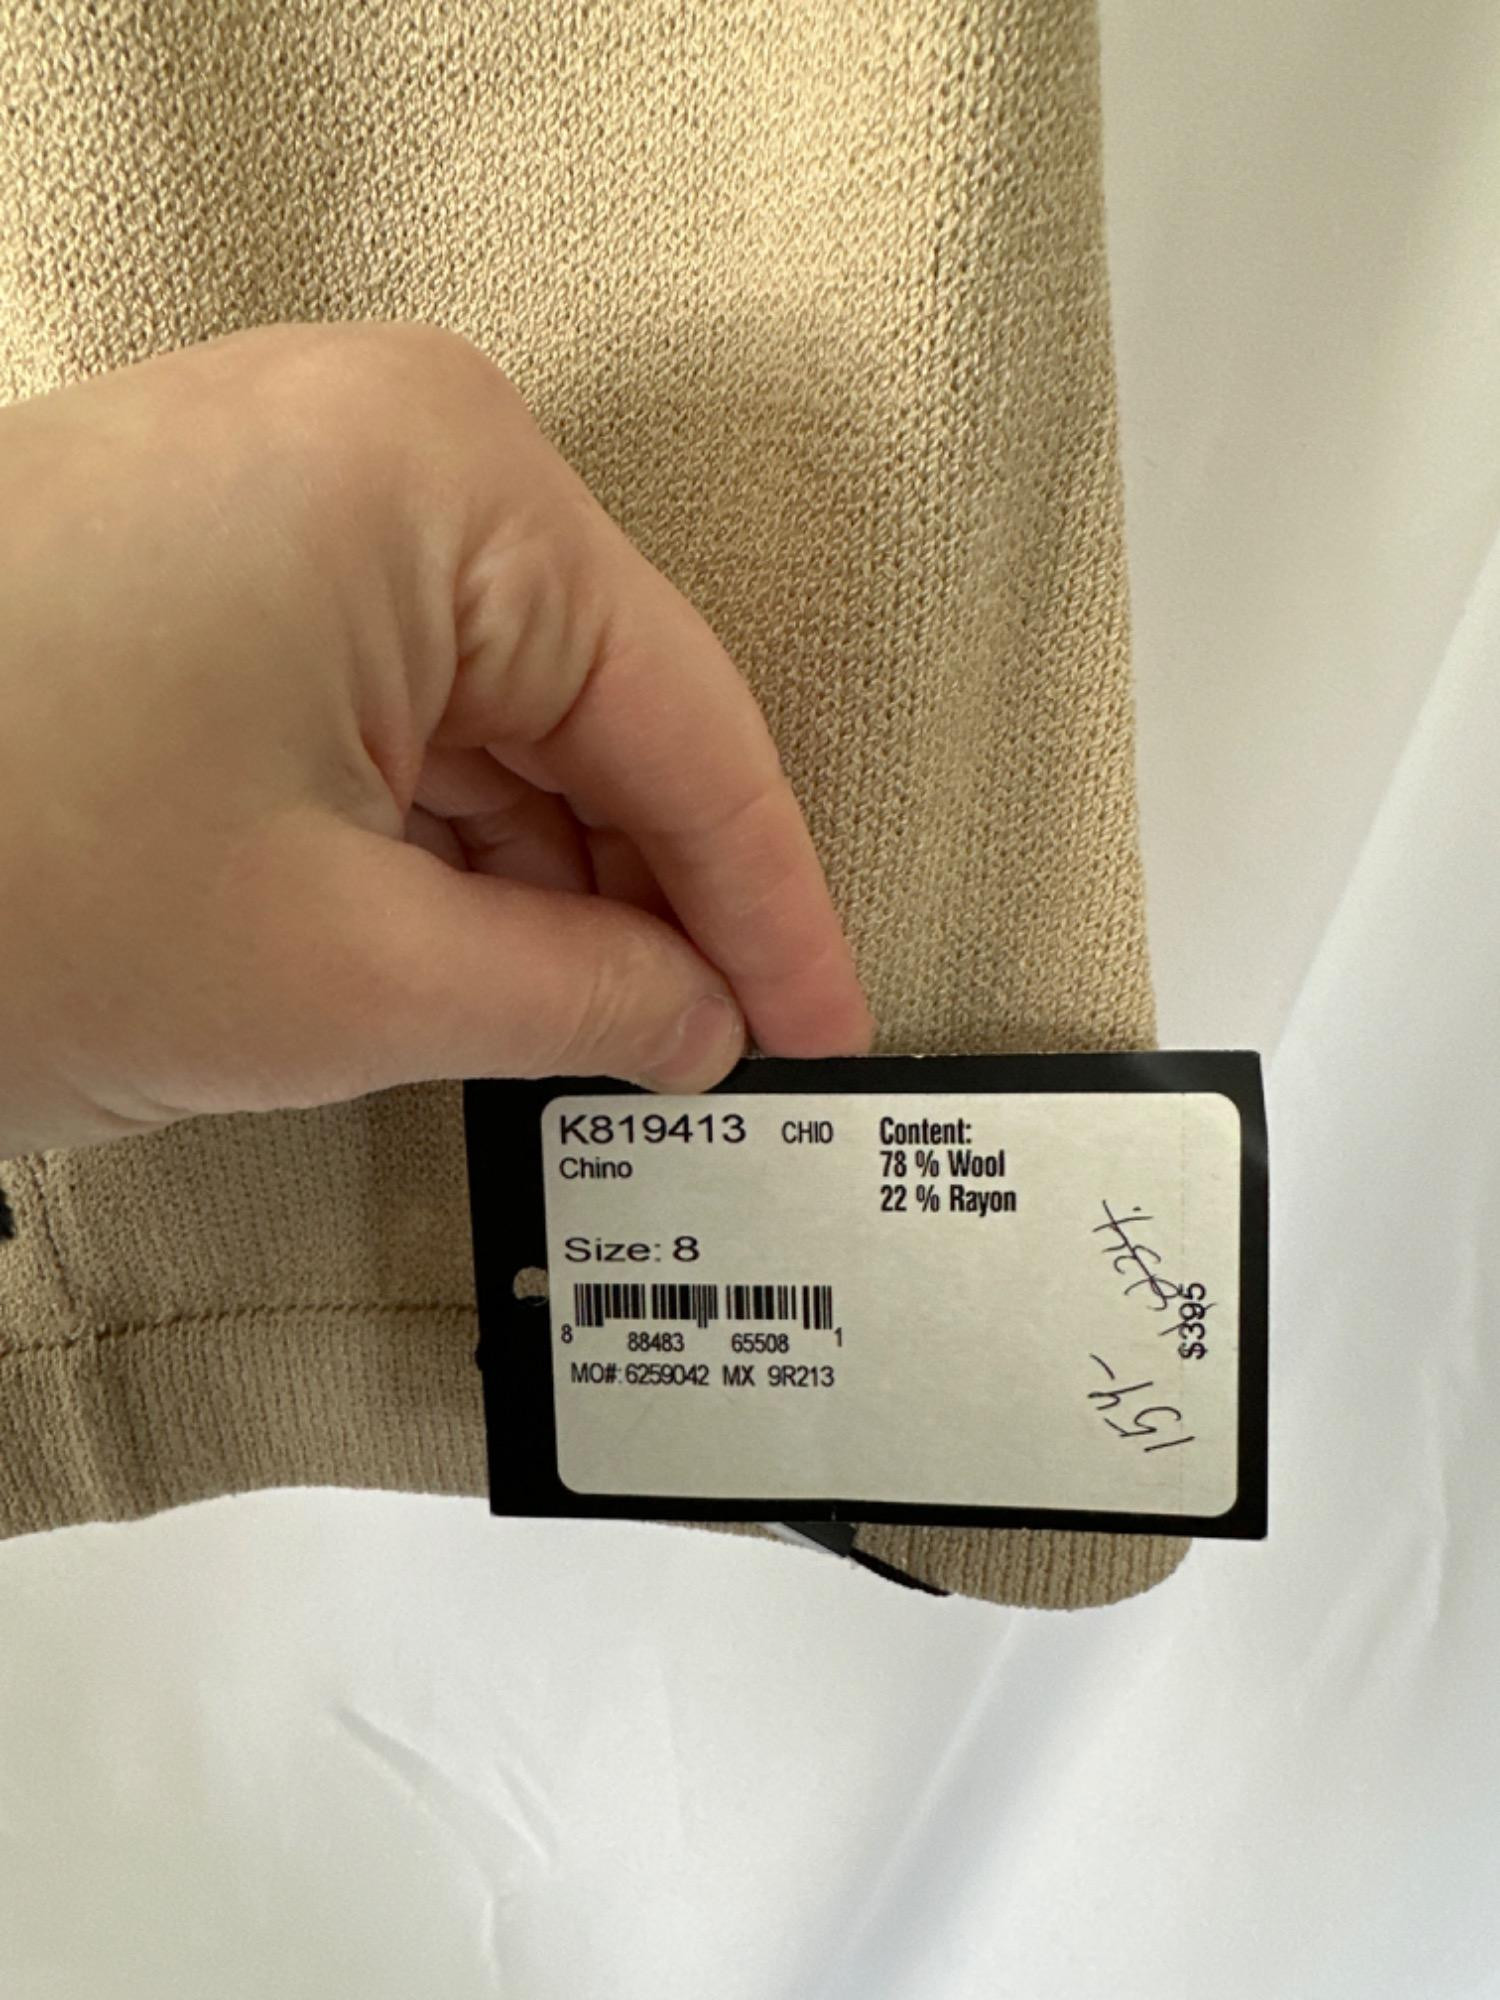 K819413 CHIO
Chino
Content:
78 % Wool
22 % Rayon
Size: 8
8 88483 65508 1
MO#: 6259042 MX 9R213
$395
154-